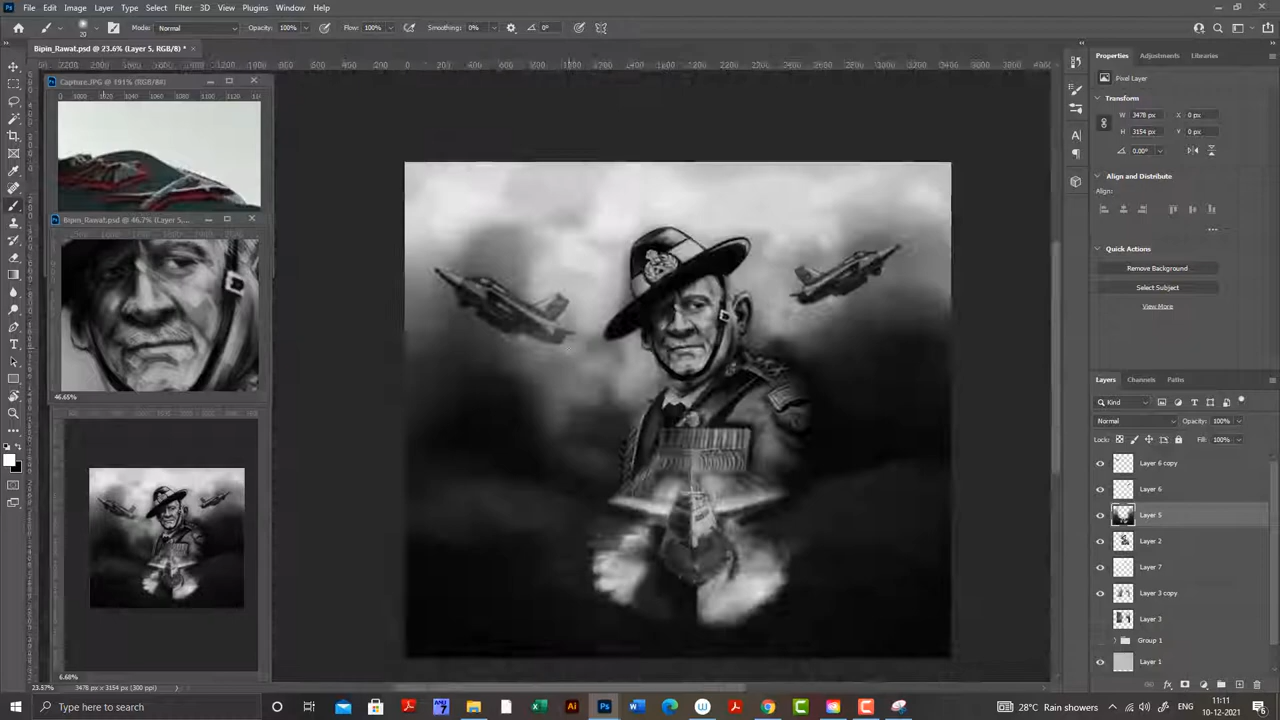 File Edit Image Layer Type Select Filter 3D View Plugins Window Help
Mode: Normal Opacity: 100% Flow: 100% Smoothing: 0% 0°
20
Bipin_Rawat.psd @ 23.6% (Layer 5, RGB/8) *
Capture.JPG @ 191% (RGB/8#)
Bipin_Rawat.psd @ 46.7% (Layer 5,...
46.65%
6.68%
23.57% 3478 px x 3154 px (300 ppi)
Properties Adjustments Libraries
Pixel Layer
Transform
W 3478 px X 0 px
H 3154 px Y 0 px
0.00°
Align and Distribute
Align:
Quick Actions
Remove Background
Select Subject
View More
Layers Channels Paths
Kind
Normal Opacity: 100%
Lock: Fill: 100%
Layer 6 copy
Layer 6
Layer 5
Layer 2
Layer 7
Layer 3 copy
Layer 3
Group 1
Layer 1
Type here to search
28°C Rain showers
11:11
10-12-2021